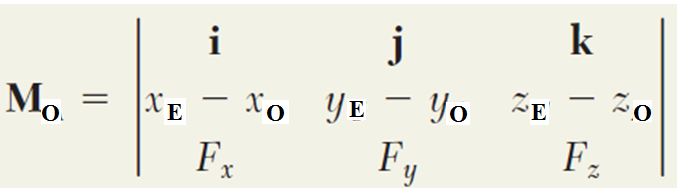 i j k
M_O = | x_E − x_O y_E − y_O z_E − z_O |
F_x F_y F_z